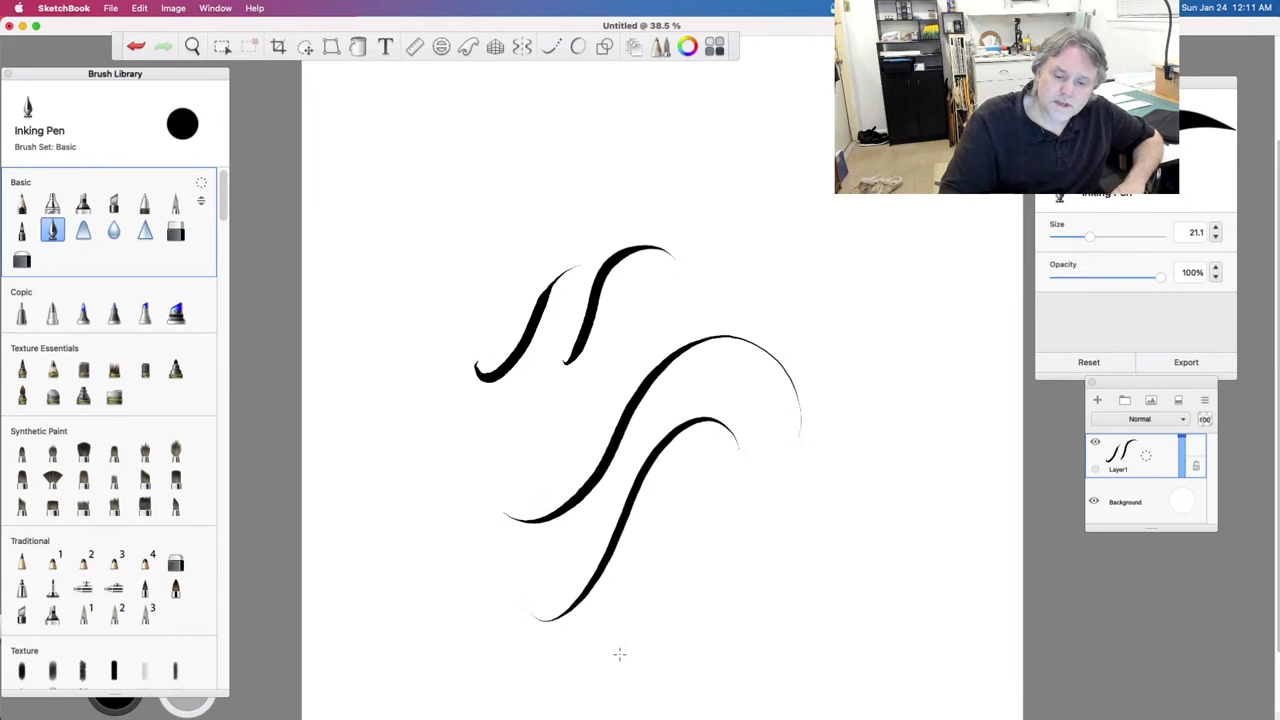 SketchBook File Edit Image Window Help
Sun Jan 24 12:11 AM
Untitled @ 38.5 %
T
Brush Library
Inking Pen
Brush Set: Basic
Basic
Copic
Texture Essentials
Synthetic Paint
Traditional
1 2 3 4
1 2 3
Texture
Size
21.1
Opacity
100%
Reset Export
Normal
100
Layer1
Background